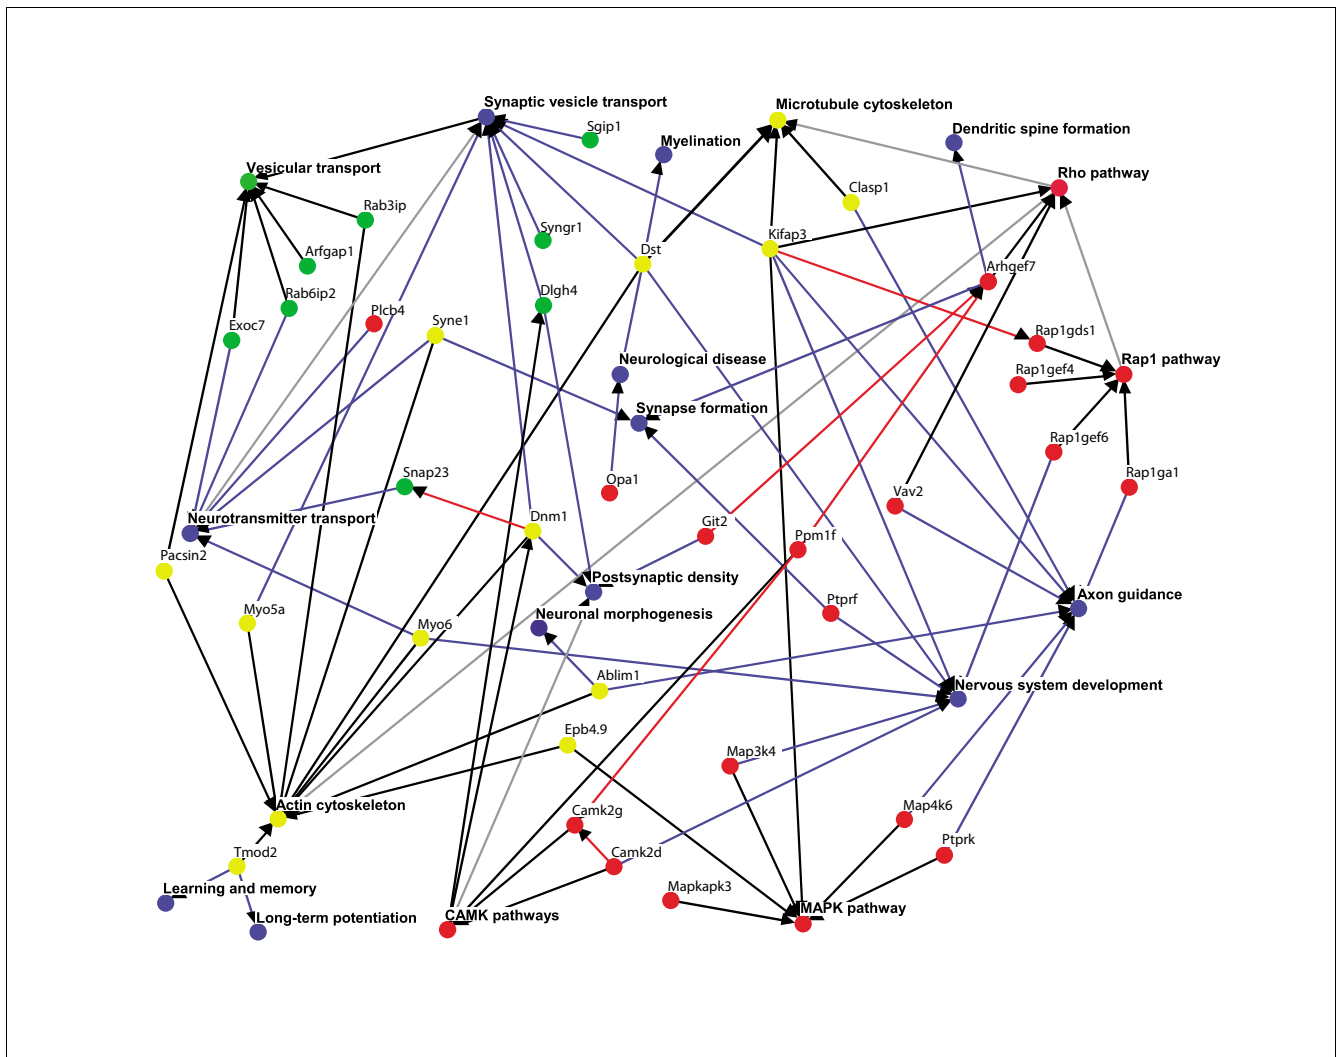 Synaptic vesicle transport
Microtubule cytoskeleton
Sgip1
Dendritic spine formation
Myelination
Vesicular transport
Rho pathway
Clasp1
Rab3ip
Syngr1
Kifap3
Dst
Arfgap1
Arhgef7
Rab6ip2
Dlgh4
Plcb4
Syne1
Exoc7
Rap1gds1
Neurological disease
Rap1 pathway
Rap1gef4
Synapse formation
Rap1gef6
Snap23
Opa1
Rap1ga1
Vav2
Neurotransmitter transport
Dnm1
Git2
Ppm1f
Pacsin2
Postsynaptic density
Axon guidance
Ptprf
Myo5a
Neuronal morphogenesis
Myo6
Ablim1
Nervous system development
Epb4.9
Map3k4
Actin cytoskeleton
Camk2g
Map4k6
Ptprk
Tmod2
Camk2d
Learning and memory
Mapkapk3
Long-term potentiation
CAMK pathways
MAPK pathway